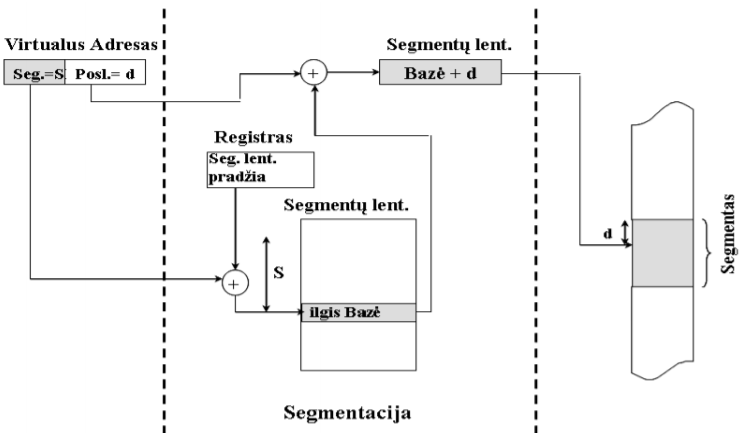 Virtualus Adresas
Seg.=S Posl.= d
Segmentų lent.
Bazė + d
Registras
Seg. lent.
pradžia
Segmentų lent.
S
ilgis Bazė
d
Segmentas
+
+
Segmentacija